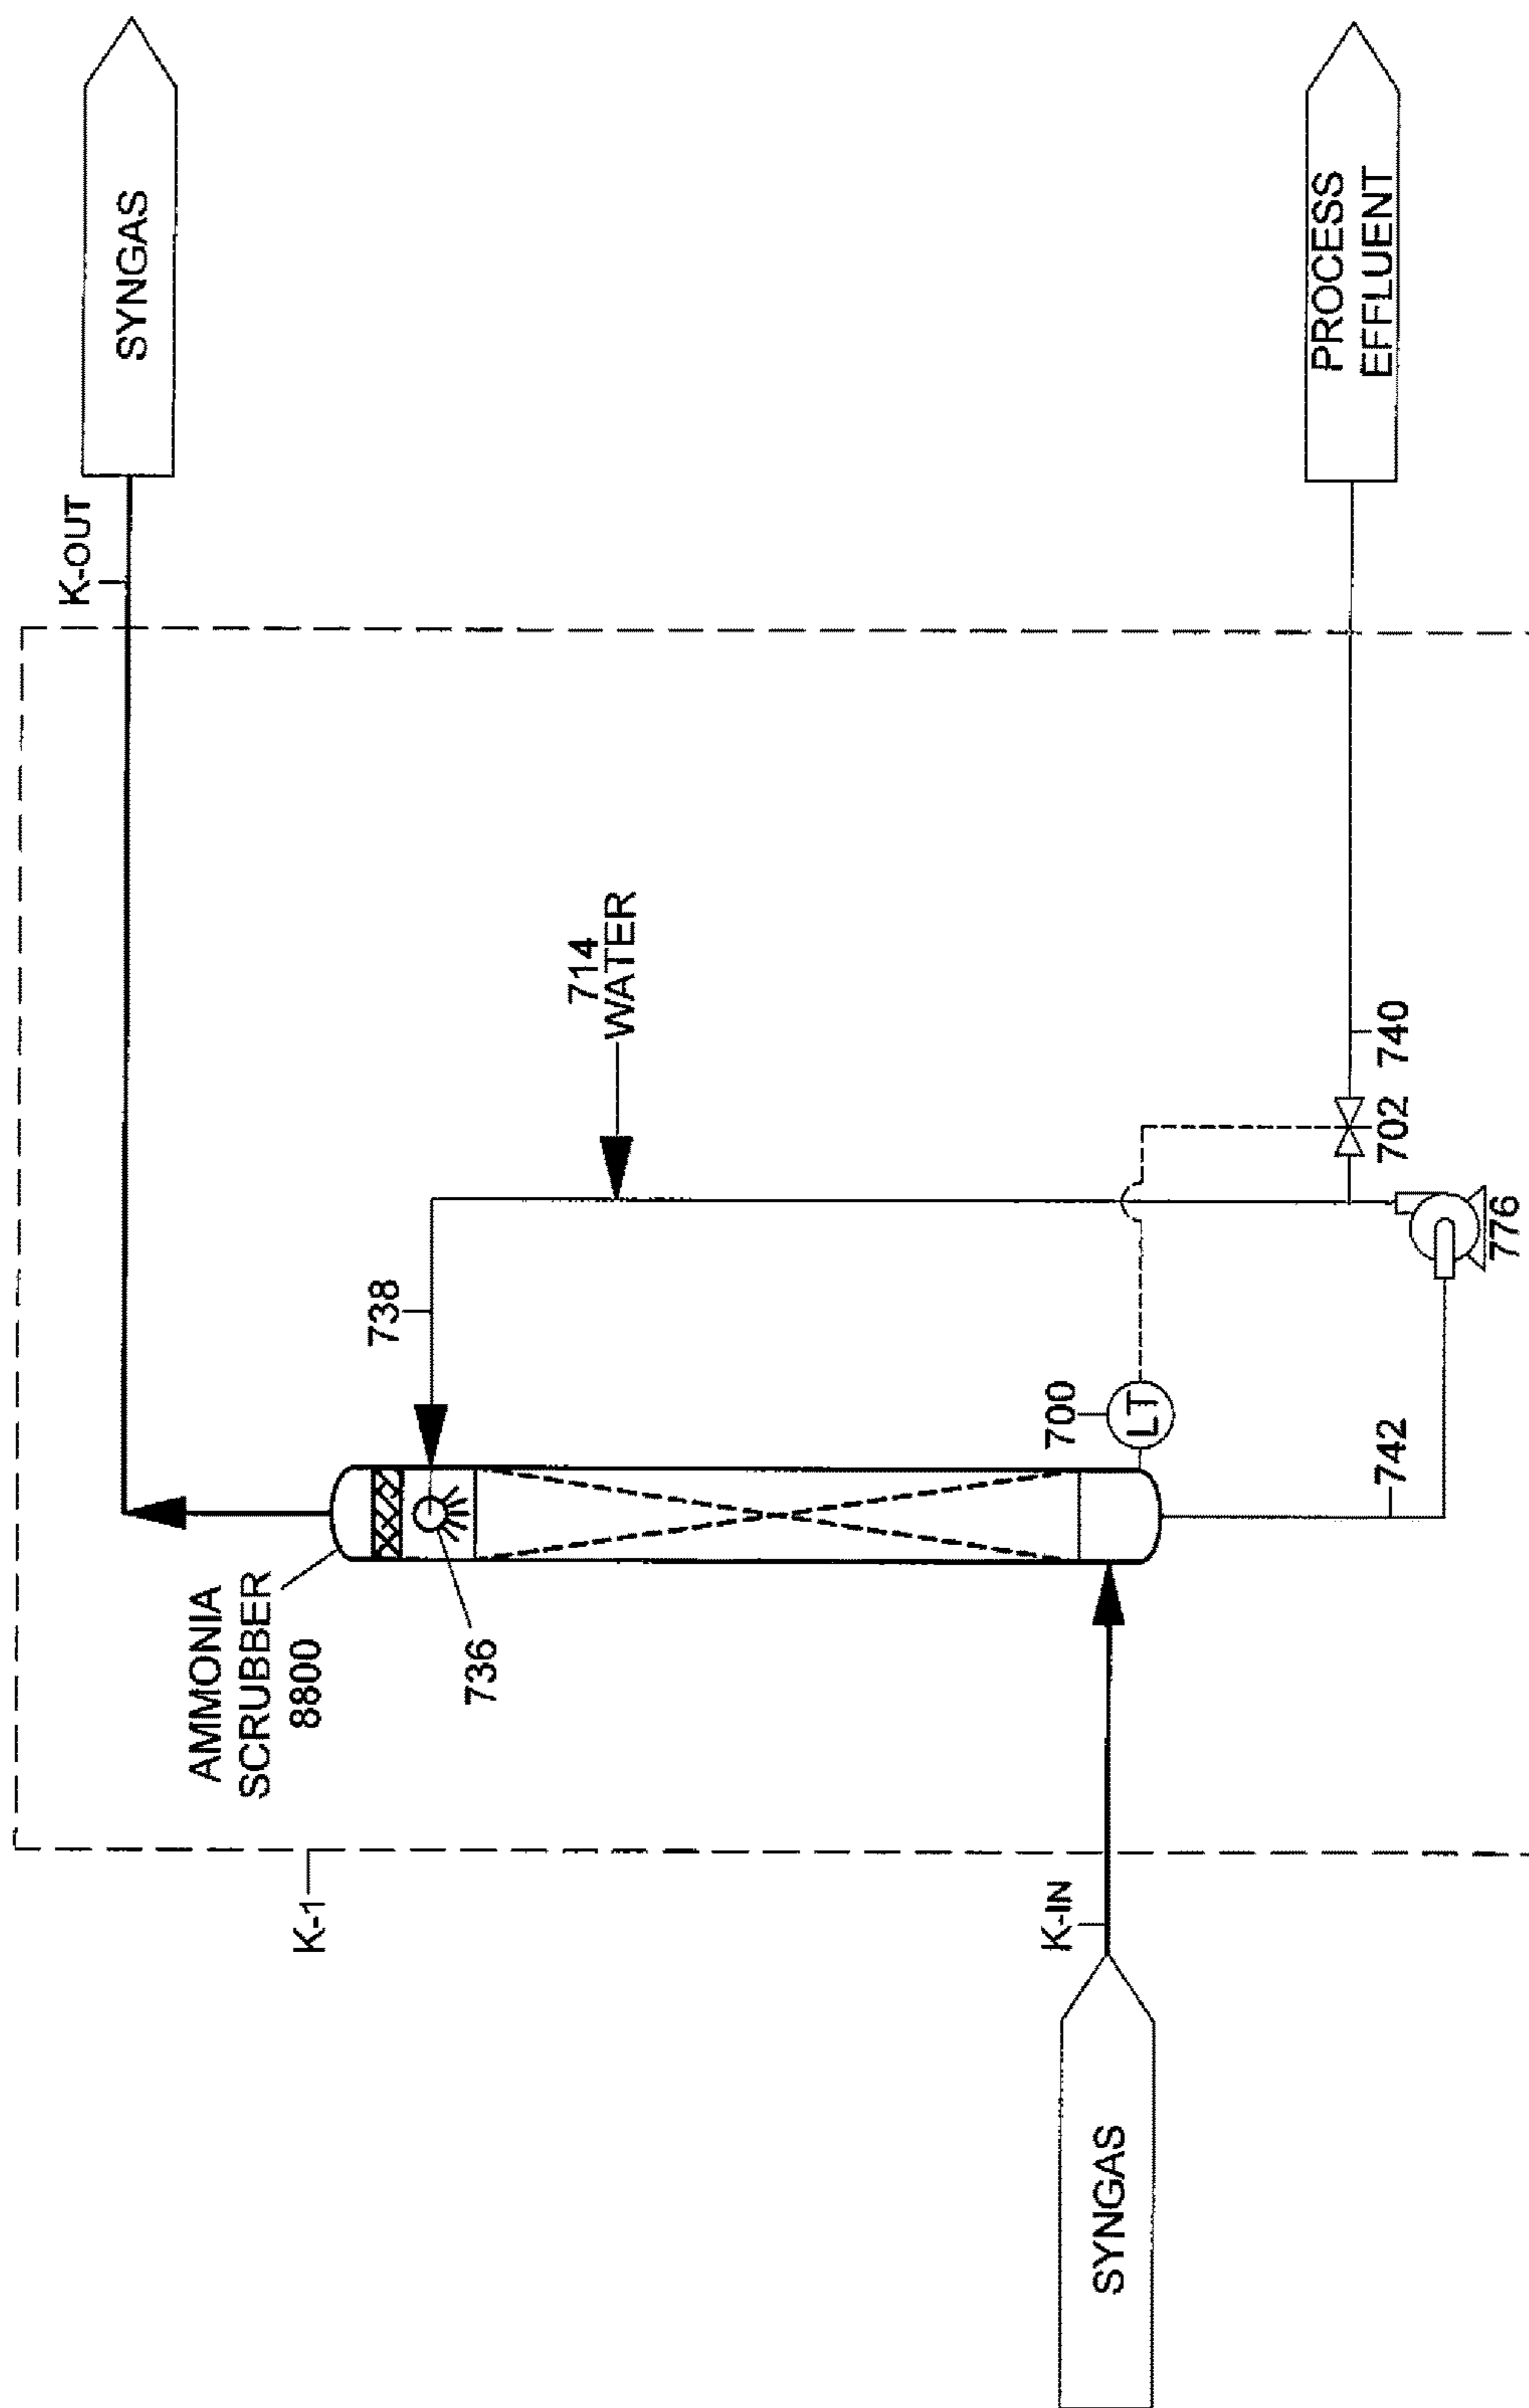 SYNGAS
K-OUT
K-1
AMMONIA
SCRUBBER
8800
736
738
714
WATER
SYNGAS
K-IN
700
LT
742
776
702
740
PROCESS
EFFLUENT